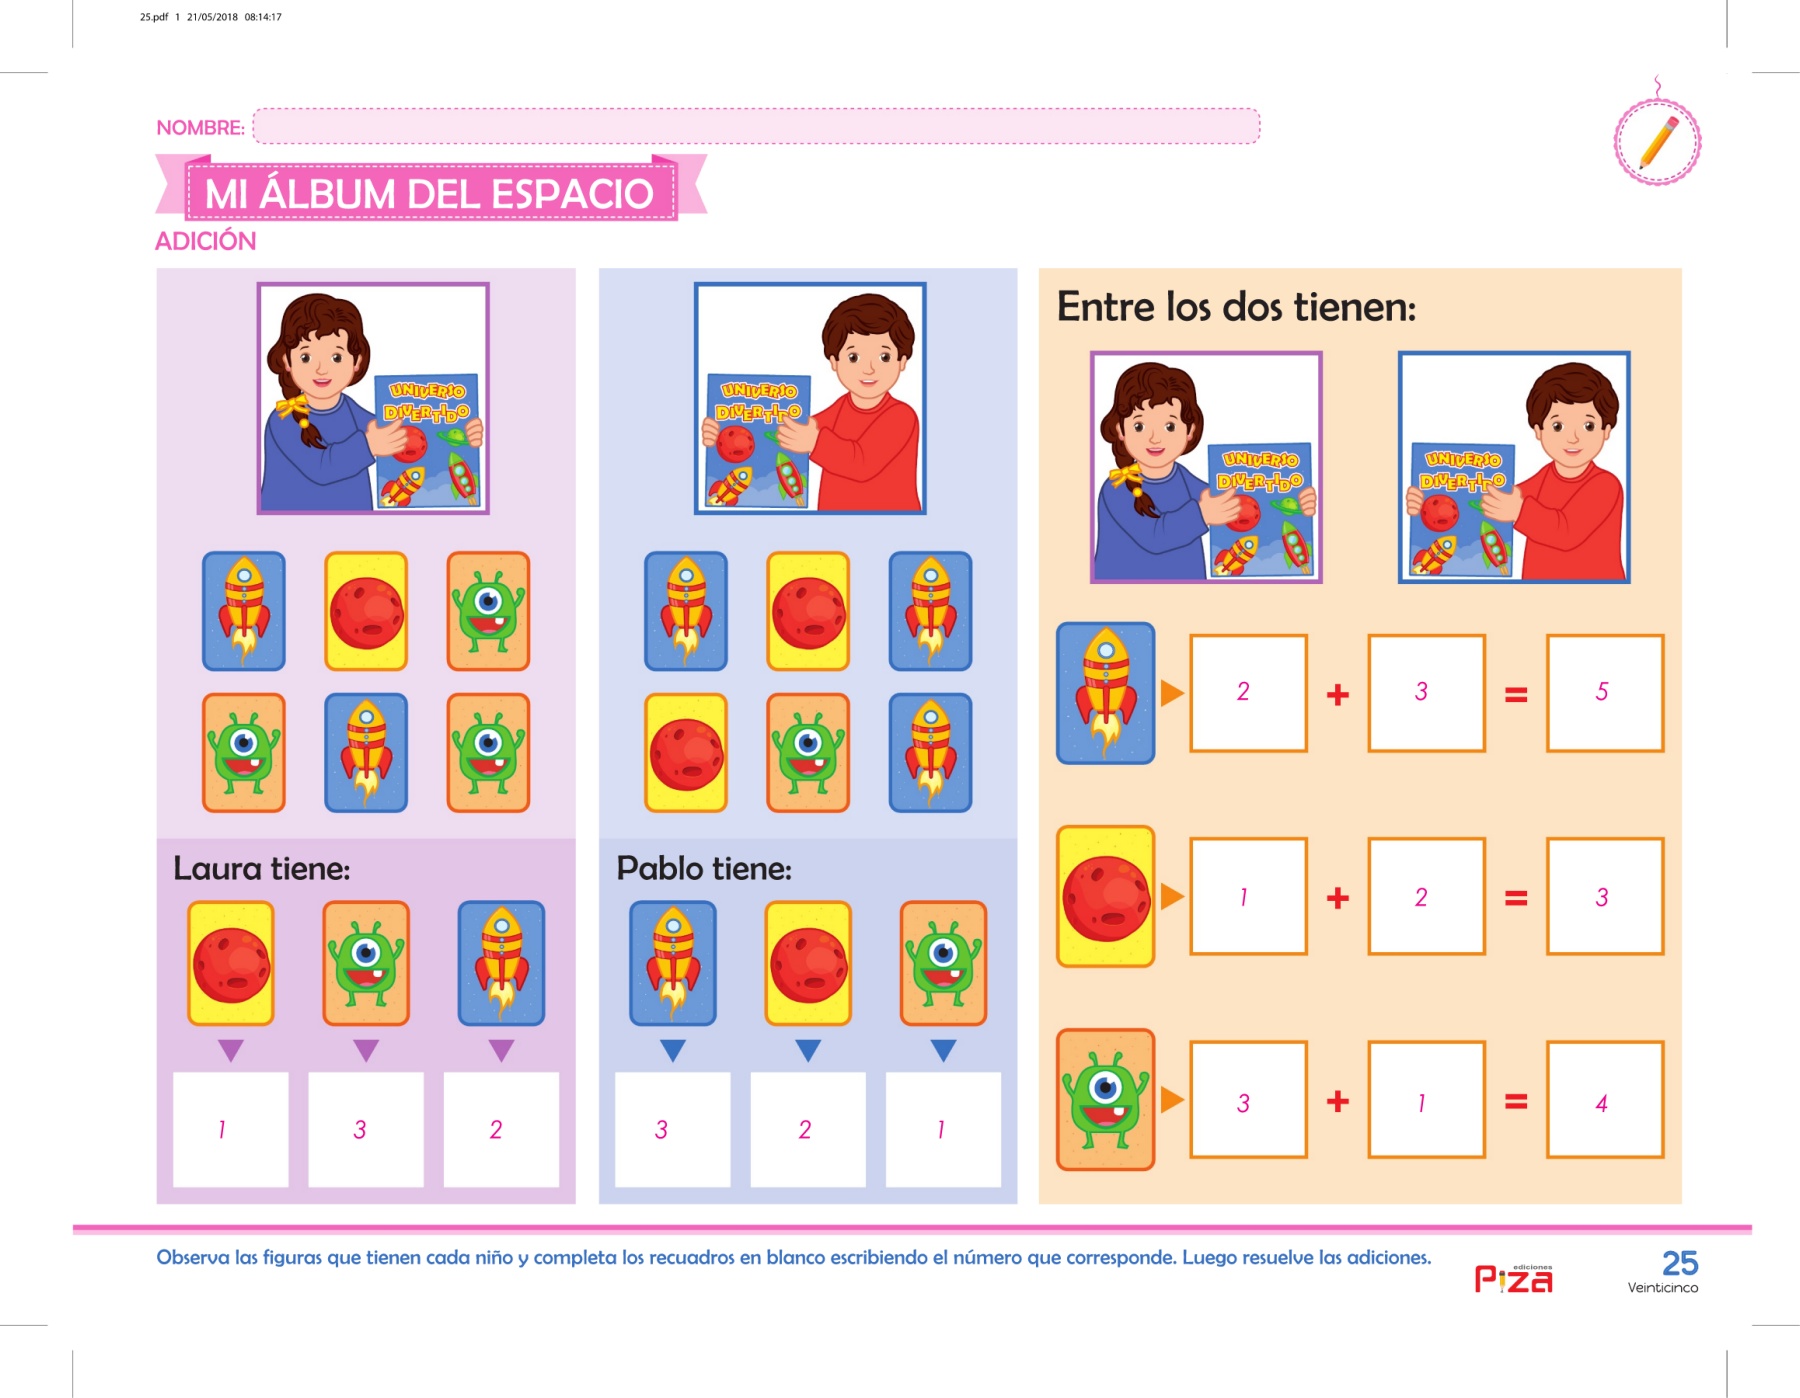 25.pdf 1 21/05/2018 08:14:17
NOMBRE:
MI ÁLBUM DEL ESPACIO
ADICIÓN
UNIVERSO
DIVERTIDO
UNIVERSO
DIVERTIDO
Laura tiene:
1 3 2
Pablo tiene:
3 2 1
Entre los dos tienen:
UNIVERSO
DIVERTIDO
UNIVERSO
DIVERTIDO
2 + 3 = 5
1 + 2 = 3
3 + 1 = 4
Observa las figuras que tienen cada niño y completa los recuadros en blanco escribiendo el número que corresponde. Luego resuelve las adiciones.
ediciones
Piza
25
Veinticinco